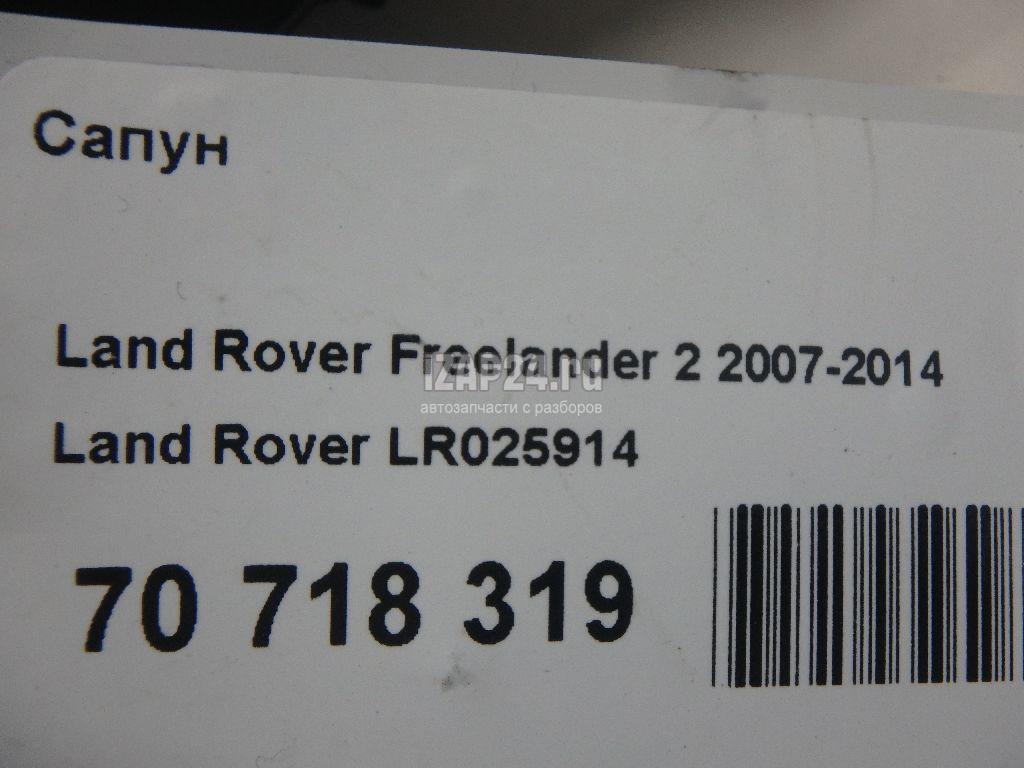 Сапун
Land Rover Freelander 2 2007-2014
iZAP24.ru
автозапчасти с разборов
Land Rover LR025914
70 718 319